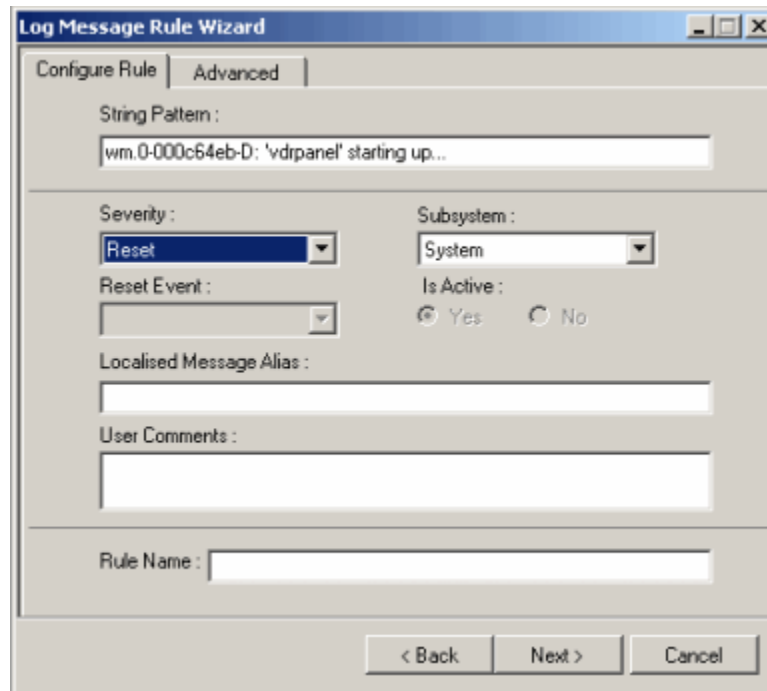 Log Message Rule Wizard
Configure Rule Advanced
String Pattern :
wm.0-000c64eb-D: 'vdrpanel' starting up...
Severity : Subsystem :
Reset System
Reset Event : Is Active :
Yes No
Localised Message Alias :
User Comments :
Rule Name :
< Back Next > Cancel